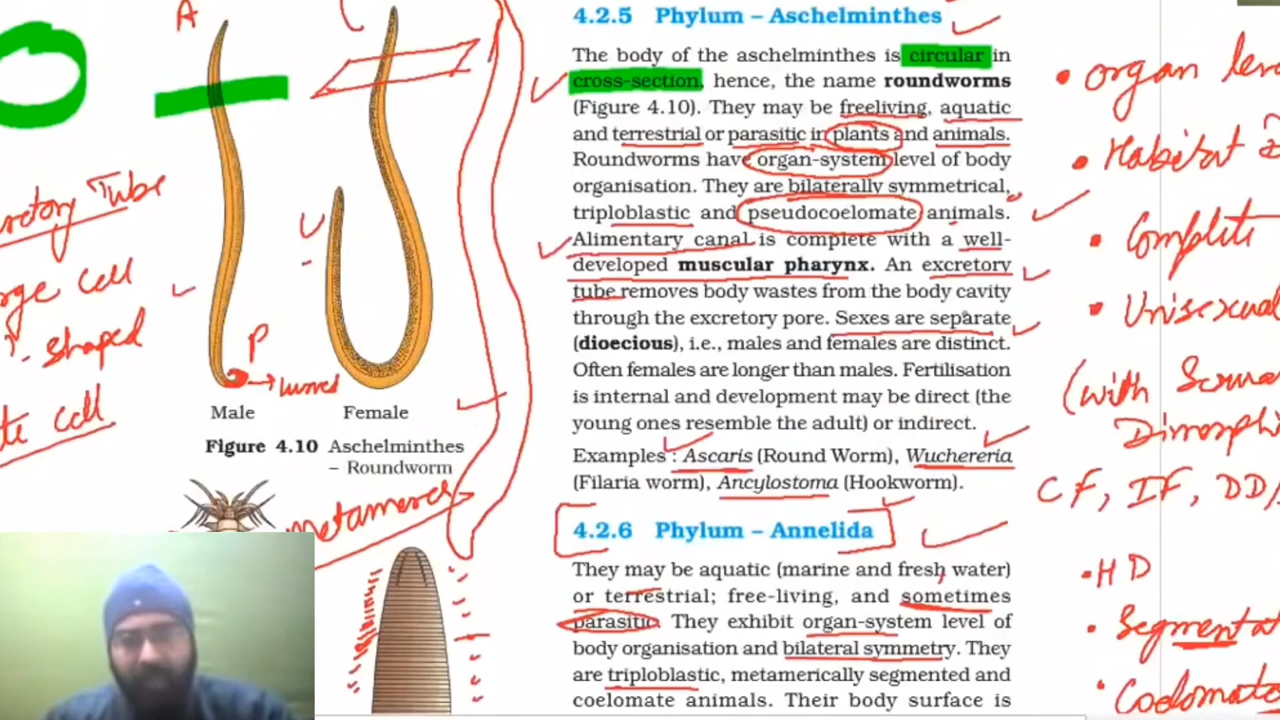 A
4.2.5 Phylum – Aschelminthes
The body of the aschelminthes is circular in
cross-section, hence, the name roundworms
(Figure 4.10). They may be freeliving, aquatic
and terrestrial or parasitic in plants and animals.
Roundworms have organ-system level of body
organisation. They are bilaterally symmetrical,
triploblastic and pseudocoelomate animals.
Alimentary canal is complete with a well-
developed muscular pharynx. An excretory
tube removes body wastes from the body cavity
through the excretory pore. Sexes are separate
(dioecious), i.e., males and females are distinct.
Often females are longer than males. Fertilisation
is internal and development may be direct (the
young ones resemble the adult) or indirect.
Examples : Ascaris (Round Worm), Wuchereria
(Filaria worm), Ancylostoma (Hookworm).
4.2.6 Phylum – Annelida
They may be aquatic (marine and fresh water)
or terrestrial; free-living, and sometimes
parasitic. They exhibit organ-system level of
body organisation and bilateral symmetry. They
are triploblastic, metamerically segmented and
coelomate animals. Their body surface is
Tube
cell
- shaped
cell
P
Male
Female
Figure 4.10 Aschelminthes
– Roundworm
metameres
• organ
• Habitat
• Complete
• Unisexual
(with
CF, IF, DD
• HD
• Segmentat
• Coelomate